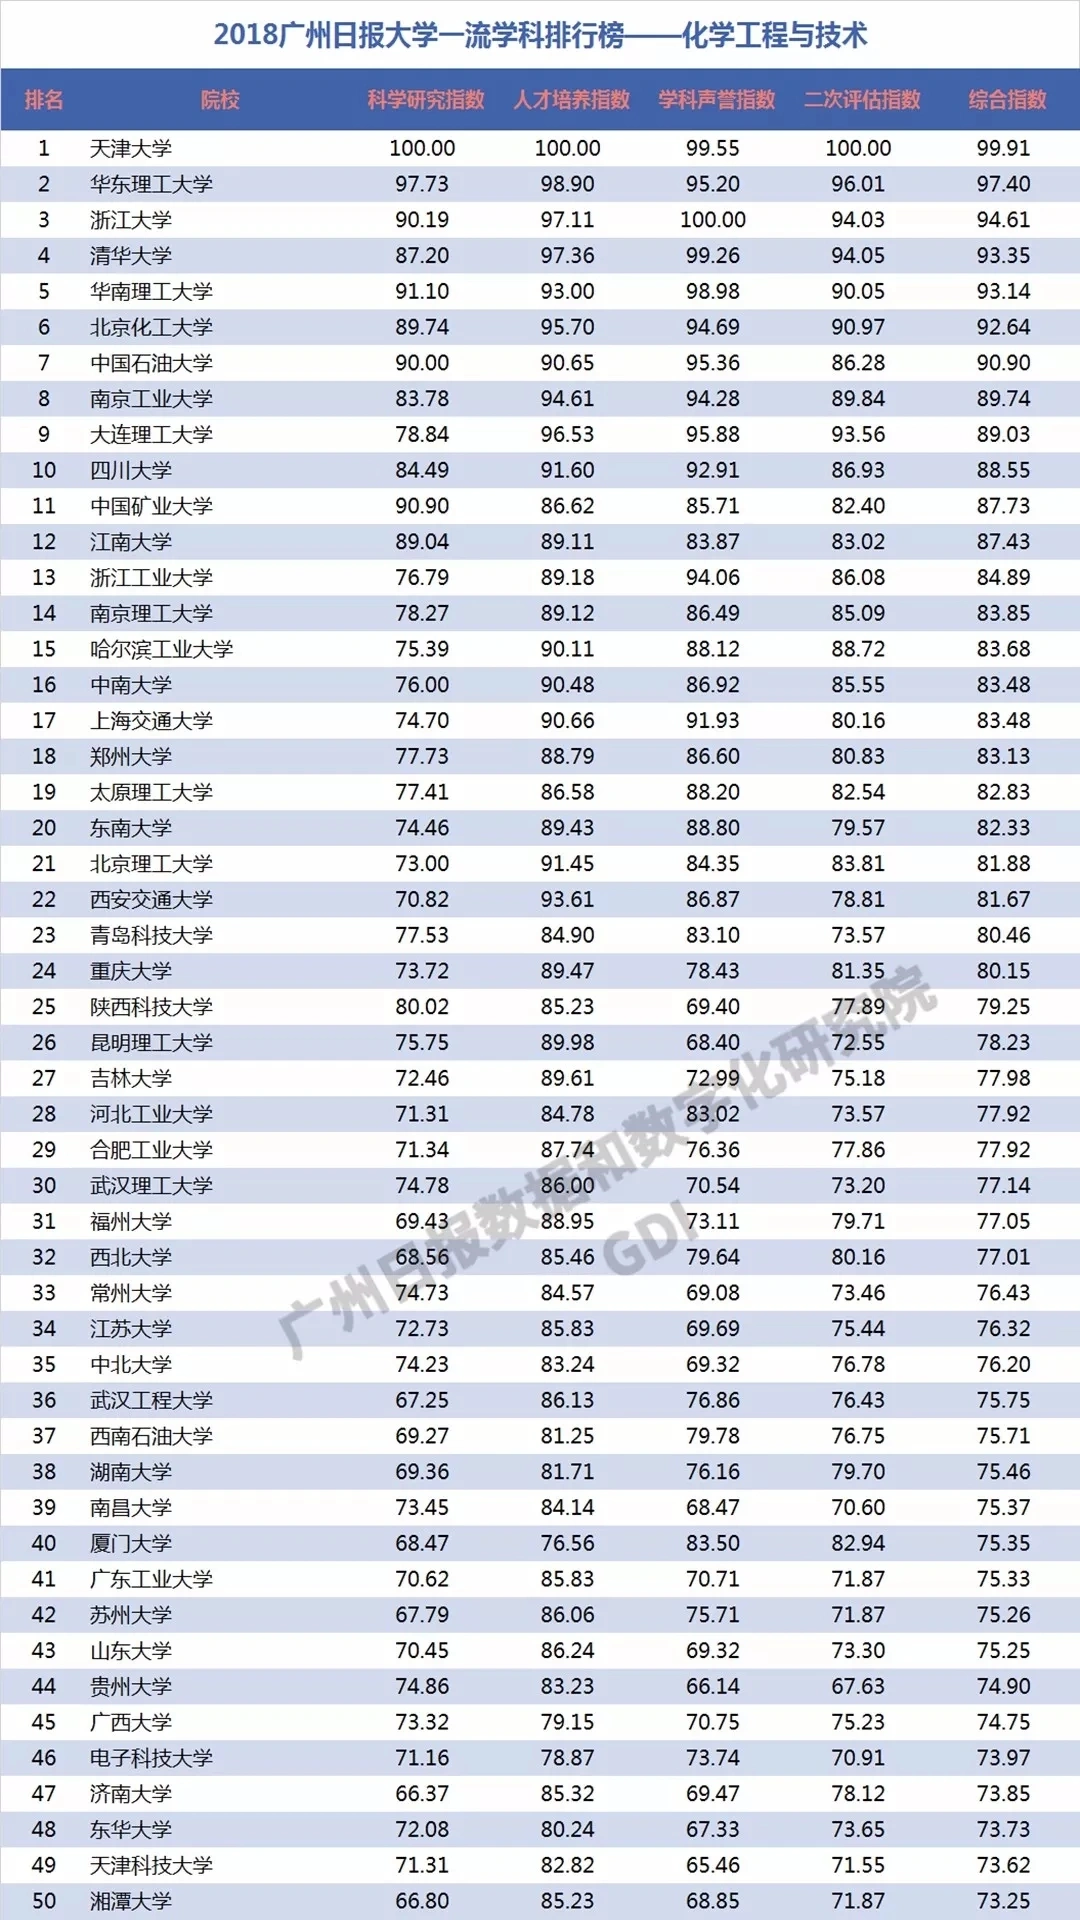 2018广州日报大学一流学科排行榜——化学工程与技术
排名 院校 科学研究指数 人才培养指数 学科声誉指数 二次评估指数 综合指数
1 天津大学 100.00 100.00 99.55 100.00 99.91
2 华东理工大学 97.73 98.90 95.20 96.01 97.40
3 浙江大学 90.19 97.11 100.00 94.03 94.61
4 清华大学 87.20 97.36 99.26 94.05 93.35
5 华南理工大学 91.10 93.00 98.98 90.05 93.14
6 北京化工大学 89.74 95.70 94.69 90.97 92.64
7 中国石油大学 90.00 90.65 95.36 86.28 90.90
8 南京工业大学 83.78 94.61 94.28 89.84 89.74
9 大连理工大学 78.84 96.53 95.88 93.56 89.03
10 四川大学 84.49 91.60 92.91 86.93 88.55
11 中国矿业大学 90.90 86.62 85.71 82.40 87.73
12 江南大学 89.04 89.11 83.87 83.02 87.43
13 浙江工业大学 76.79 89.18 94.06 86.08 84.89
14 南京理工大学 78.27 89.12 86.49 85.09 83.85
15 哈尔滨工业大学 75.39 90.11 88.12 88.72 83.68
16 中南大学 76.00 90.48 86.92 85.55 83.48
17 上海交通大学 74.70 90.66 91.93 80.16 83.48
18 郑州大学 77.73 88.79 86.60 80.83 83.13
19 太原理工大学 77.41 86.58 88.20 82.54 82.83
20 东南大学 74.46 89.43 88.80 79.57 82.33
21 北京理工大学 73.00 91.45 84.35 83.81 81.88
22 西安交通大学 70.82 93.61 86.87 78.81 81.67
23 青岛科技大学 77.53 84.90 83.10 73.57 80.46
24 重庆大学 73.72 89.47 78.43 81.35 80.15
25 陕西科技大学 80.02 85.23 69.40 77.89 79.25
26 昆明理工大学 75.75 89.98 68.40 72.55 78.23
27 吉林大学 72.46 89.61 72.99 75.18 77.98
28 河北工业大学 71.31 84.78 83.02 73.57 77.92
29 合肥工业大学 71.34 87.74 76.36 77.86 77.92
30 武汉理工大学 74.78 86.00 70.54 73.20 77.14
31 福州大学 69.43 88.95 73.11 79.71 77.05
32 西北大学 68.56 85.46 79.64 80.16 77.01
33 常州大学 74.73 84.57 69.08 73.46 76.43
34 江苏大学 72.73 85.83 69.69 75.44 76.32
35 中北大学 74.23 83.24 69.32 76.78 76.20
36 武汉工程大学 67.25 86.13 76.86 76.43 75.75
37 西南石油大学 69.27 81.25 79.78 76.75 75.71
38 湖南大学 69.36 81.71 76.16 79.70 75.46
39 南昌大学 73.45 84.14 68.47 70.60 75.37
40 厦门大学 68.47 76.56 83.50 82.94 75.35
41 广东工业大学 70.62 85.83 70.71 71.87 75.33
42 苏州大学 67.79 86.06 75.71 71.87 75.26
43 山东大学 70.45 86.24 69.32 73.30 75.25
44 贵州大学 74.86 83.23 66.14 67.63 74.90
45 广西大学 73.32 79.15 70.75 75.23 74.75
46 电子科技大学 71.16 78.87 73.74 70.91 73.97
47 济南大学 66.37 85.32 69.47 78.12 73.85
48 东华大学 72.08 80.24 67.33 73.65 73.73
49 天津科技大学 71.31 82.82 65.46 71.55 73.62
50 湘潭大学 66.80 85.23 68.85 71.87 73.25
广州日报数据和数字化研究院
GDI